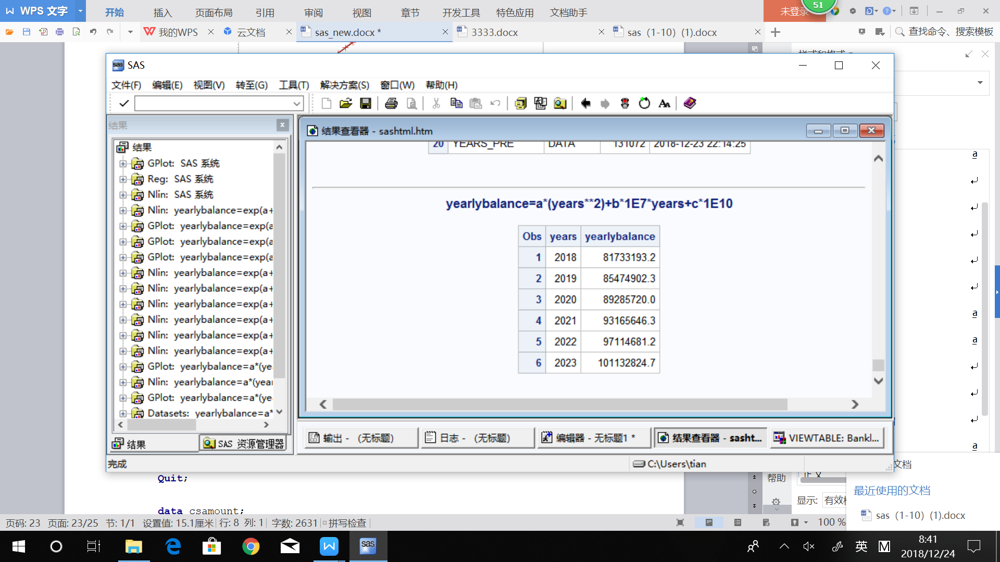 WPS 文字 开始 插入 页面布局 引用 审阅 视图 章节 开发工具 特色应用 文档助手 未登录 51
我的WPS 云文档 sas_new.docx * 3333.docx sas（1-10）(1).docx 查找命令、搜索模板
SAS
文件(F) 编辑(E) 视图(V) 转至(G) 工具(T) 解决方案(S) 窗口(W) 帮助(H)
结果
结果
GPlot: SAS 系统
Reg: SAS 系统
Nlin: SAS 系统
Nlin: yearlybalance=exp(a+
GPlot: yearlybalance=exp(a
GPlot: yearlybalance=exp(a
GPlot: yearlybalance=exp(a
Nlin: yearlybalance=exp(a+
Nlin: yearlybalance=exp(a+
Nlin: yearlybalance=exp(a+
Nlin: yearlybalance=exp(a+
Nlin: yearlybalance=exp(a+
Nlin: yearlybalance=exp(a+
GPlot: yearlybalance=a*(ye
Nlin: yearlybalance=a*(year
GPlot: yearlybalance=a*(ye
Datasets: yearlybalance=a*
结果 SAS 资源管理器
结果查看器 - sashtml.htm
20 YEARS_PRE DATA 131072 2018-12-23 22:14:25
yearlybalance=a*(years**2)+b*1E7*years+c*1E10
Obs years yearlybalance
1 2018 81733193.2
2 2019 85474902.3
3 2020 89285720.0
4 2021 93165646.3
5 2022 97114681.2
6 2023 101132824.7
输出 - （无标题） 日志 - （无标题） 编辑器 - 无标题1 * 结果查看器 - sasht... VIEWTABLE: Bankl...
完成 C:\Users\tian
Quit;
data csamount;
文档
帮助
最近使用的文档
显示: 有效
sas（1-10）(1).docx
页码: 23 页面: 23/25 节: 1/1 设置值: 15.1厘米 行: 8 列: 1 字数: 2631 拼写检查 100 %
英 M 8:41
2018/12/24